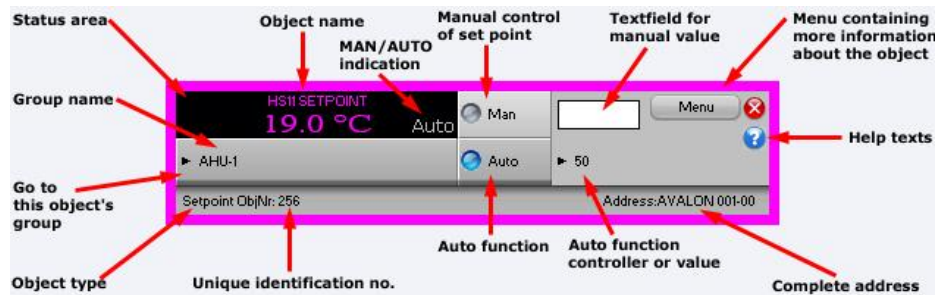 Status area
Object name
MAN/AUTO
indication
Manual control
of set point
Textfield for
manual value
Menu containing
more information
about the object
Group name
HS11 SETPOINT
19.0 °C
Auto
Man
Menu
Help texts
AHU-1
Auto
50
Go to
this object's
group
Setpoint ObjNr: 256
Address:AVALON 001-00
Auto function
Auto function
controller or value
Object type
Unique identification no.
Complete address